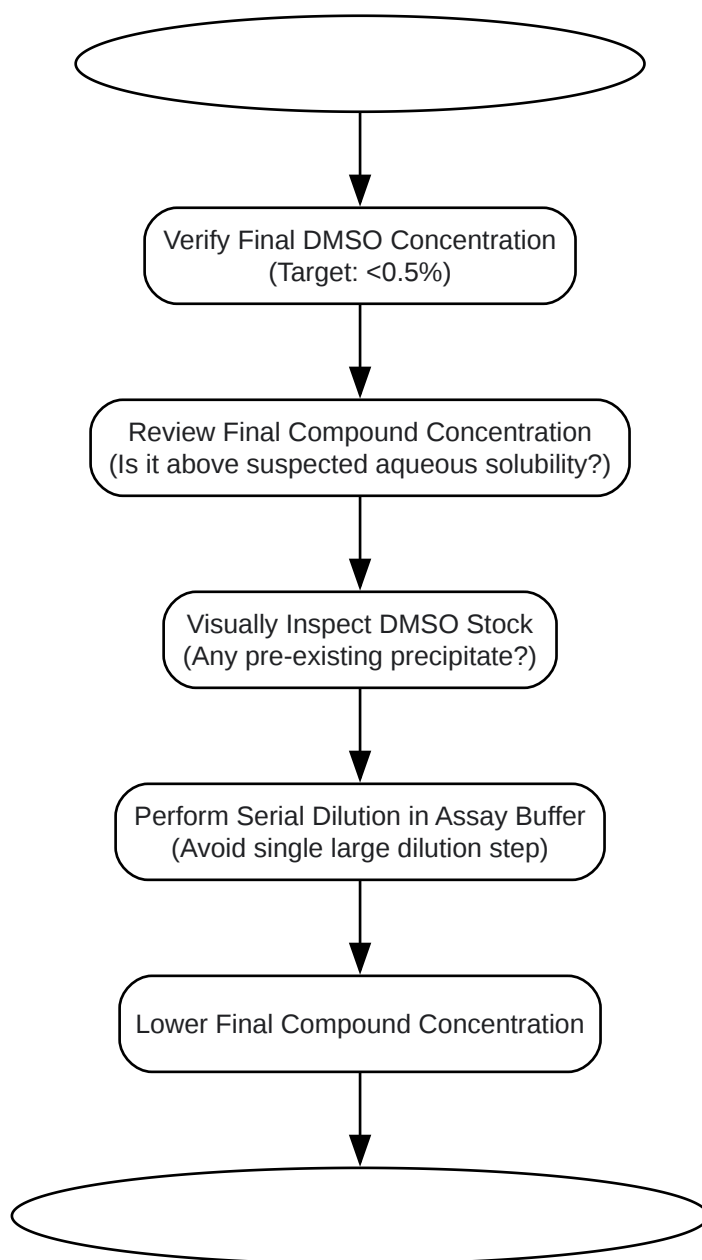 Verify Final DMSO Concentration
(Target: <0.5%)
Review Final Compound Concentration
(Is it above suspected aqueous solubility?)
Visually Inspect DMSO Stock
(Any pre-existing precipitate?)
Perform Serial Dilution in Assay Buffer
(Avoid single large dilution step)
Lower Final Compound Concentration